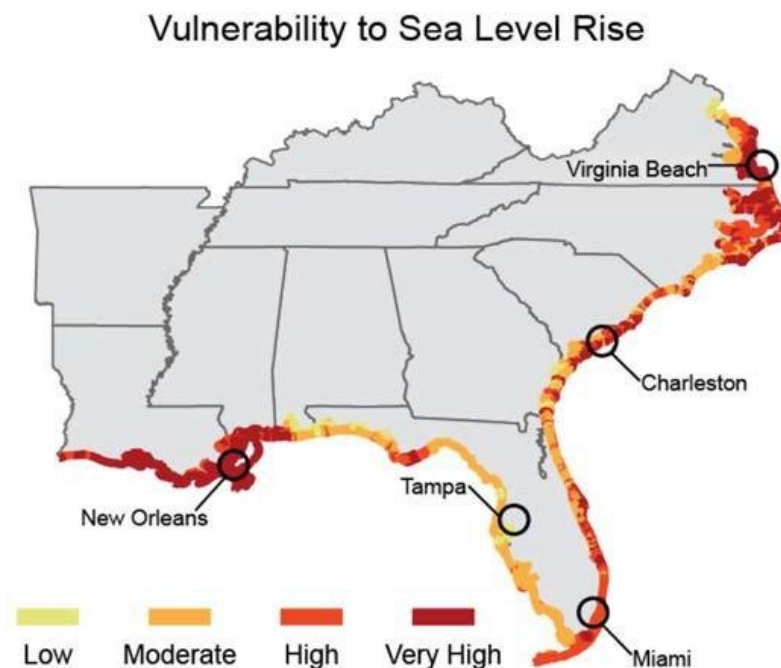 Vulnerability to Sea Level Rise
Virginia Beach
Charleston
Tampa
New Orleans
Miami
Low Moderate High Very High